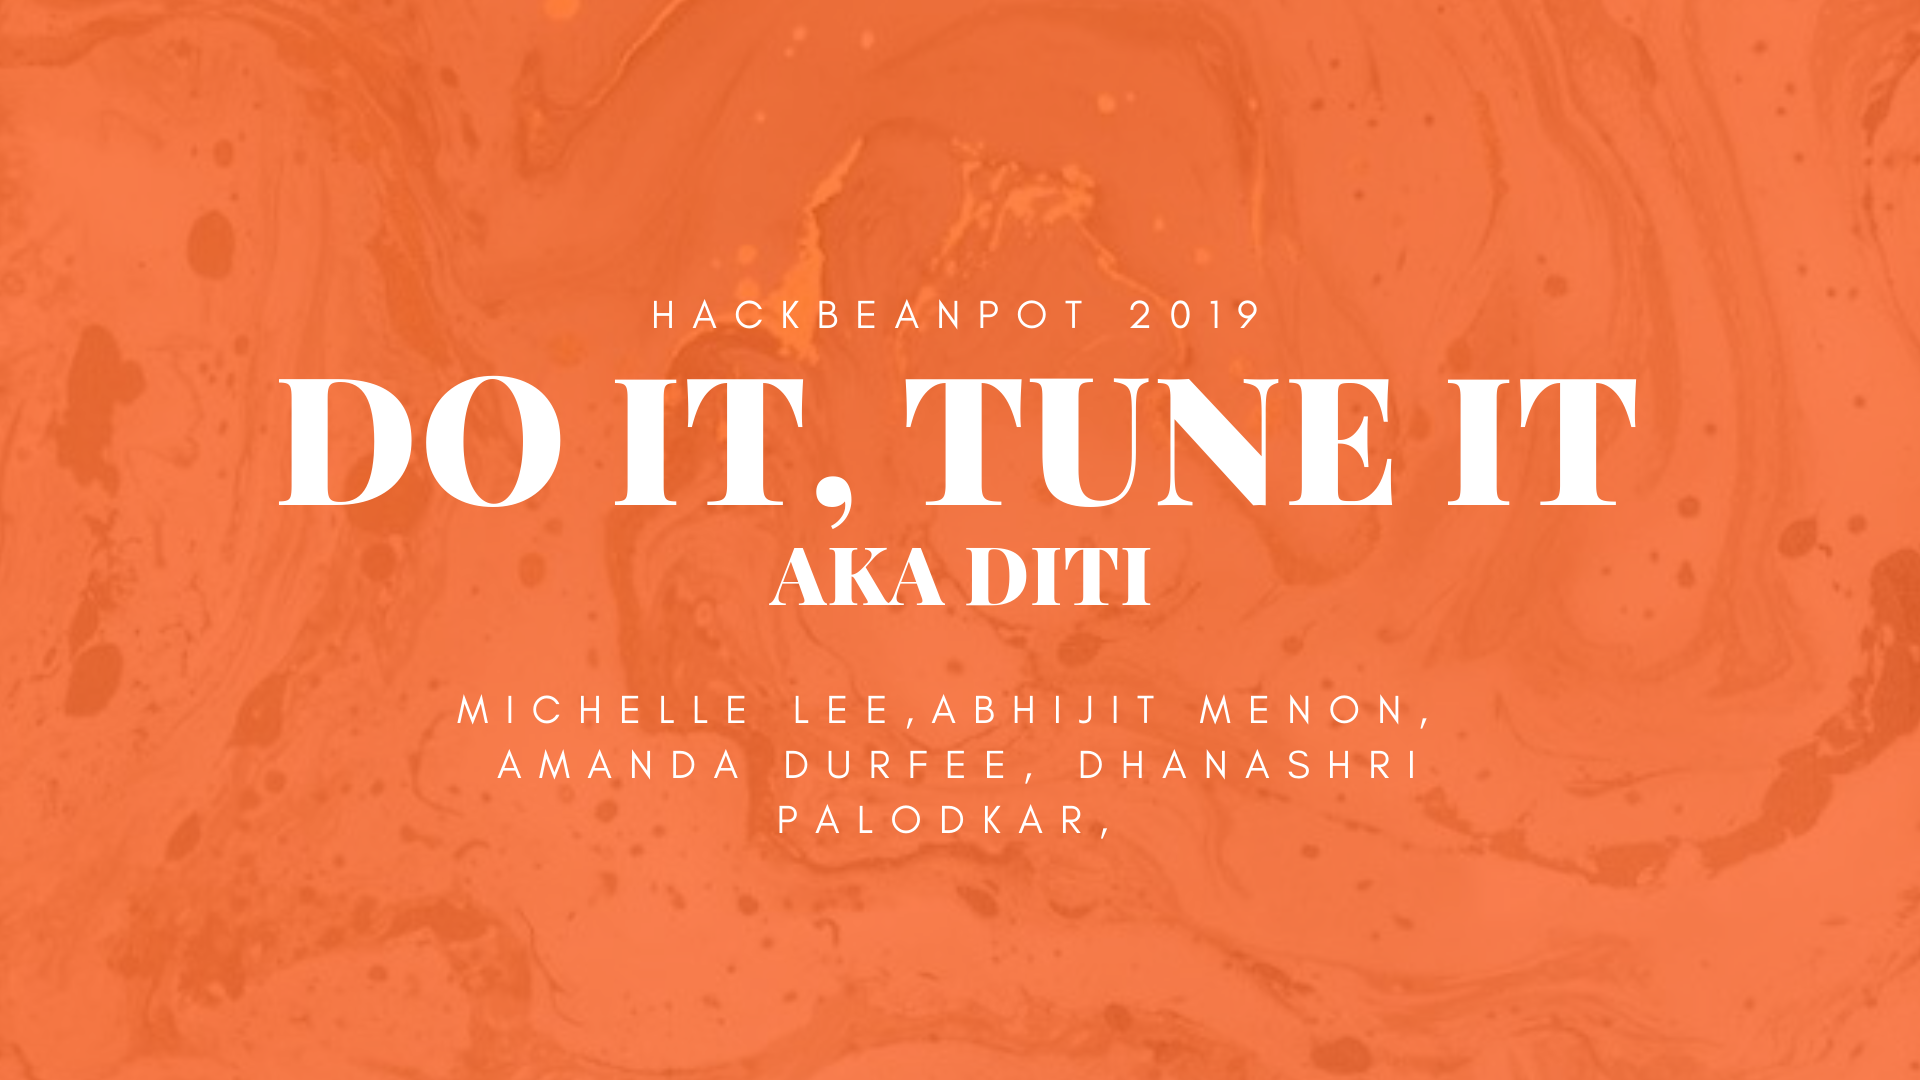 HACKBEANPOT 2019
DO IT, TUNE IT
AKA DITI
MICHELLE LEE,ABHIJIT MENON,
AMANDA DURFEE, DHANASHRI
PALODKAR,